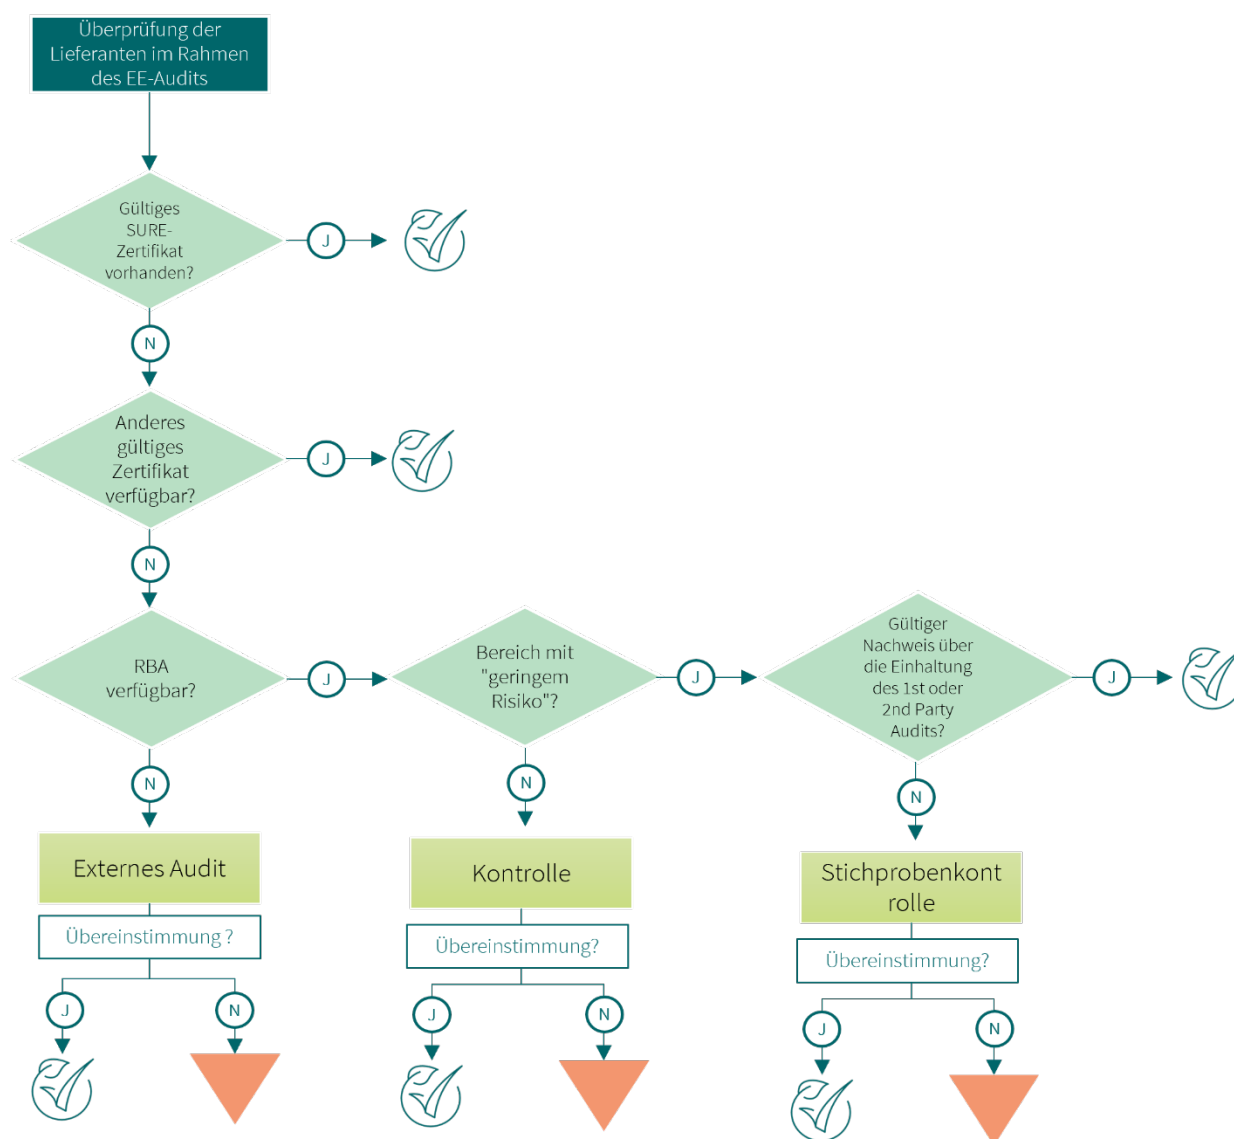 Überprüfung der
Lieferanten im Rahmen
des EE-Audits
Gültiges
SURE-
Zertifikat
vorhanden?
J
N
Anderes
gültiges
Zertifikat
verfügbar?
J
N
RBA
verfügbar?
J
Bereich mit
"geringem
Risiko"?
J
Gültiger
Nachweis über
die Einhaltung
des 1st oder
2nd Party
Audits?
J
N
N
N
Externes Audit
Kontrolle
Stichprobenkont
rolle
Übereinstimmung ?
Übereinstimmung?
Übereinstimmung?
J
N
J
N
J
N